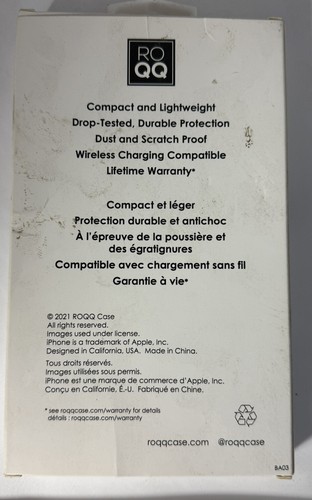 RO
QQ
Compact and Lightweight
Drop-Tested, Durable Protection
Dust and Scratch Proof
Wireless Charging Compatible
Lifetime Warranty*
Compact et léger
Protection durable et antichoc
À l'épreuve de la poussière et
des égratignures
Compatible avec chargement sans fil
Garantie à vie*
© 2021 ROQQ Case
All rights reserved.
Images used under license.
iPhone is a trademark of Apple, Inc.
Designed in California, USA. Made in China.
Tous droits réservés.
Images utilisées sous permis.
iPhone est une marque de commerce d'Apple, Inc.
Conçu en Californie, É.-U. Fabriqué en Chine.
* see roqqcase.com/warranty for details
détails : roqqcase.com/warranty
roqqcase.com @roqqcase
BA03